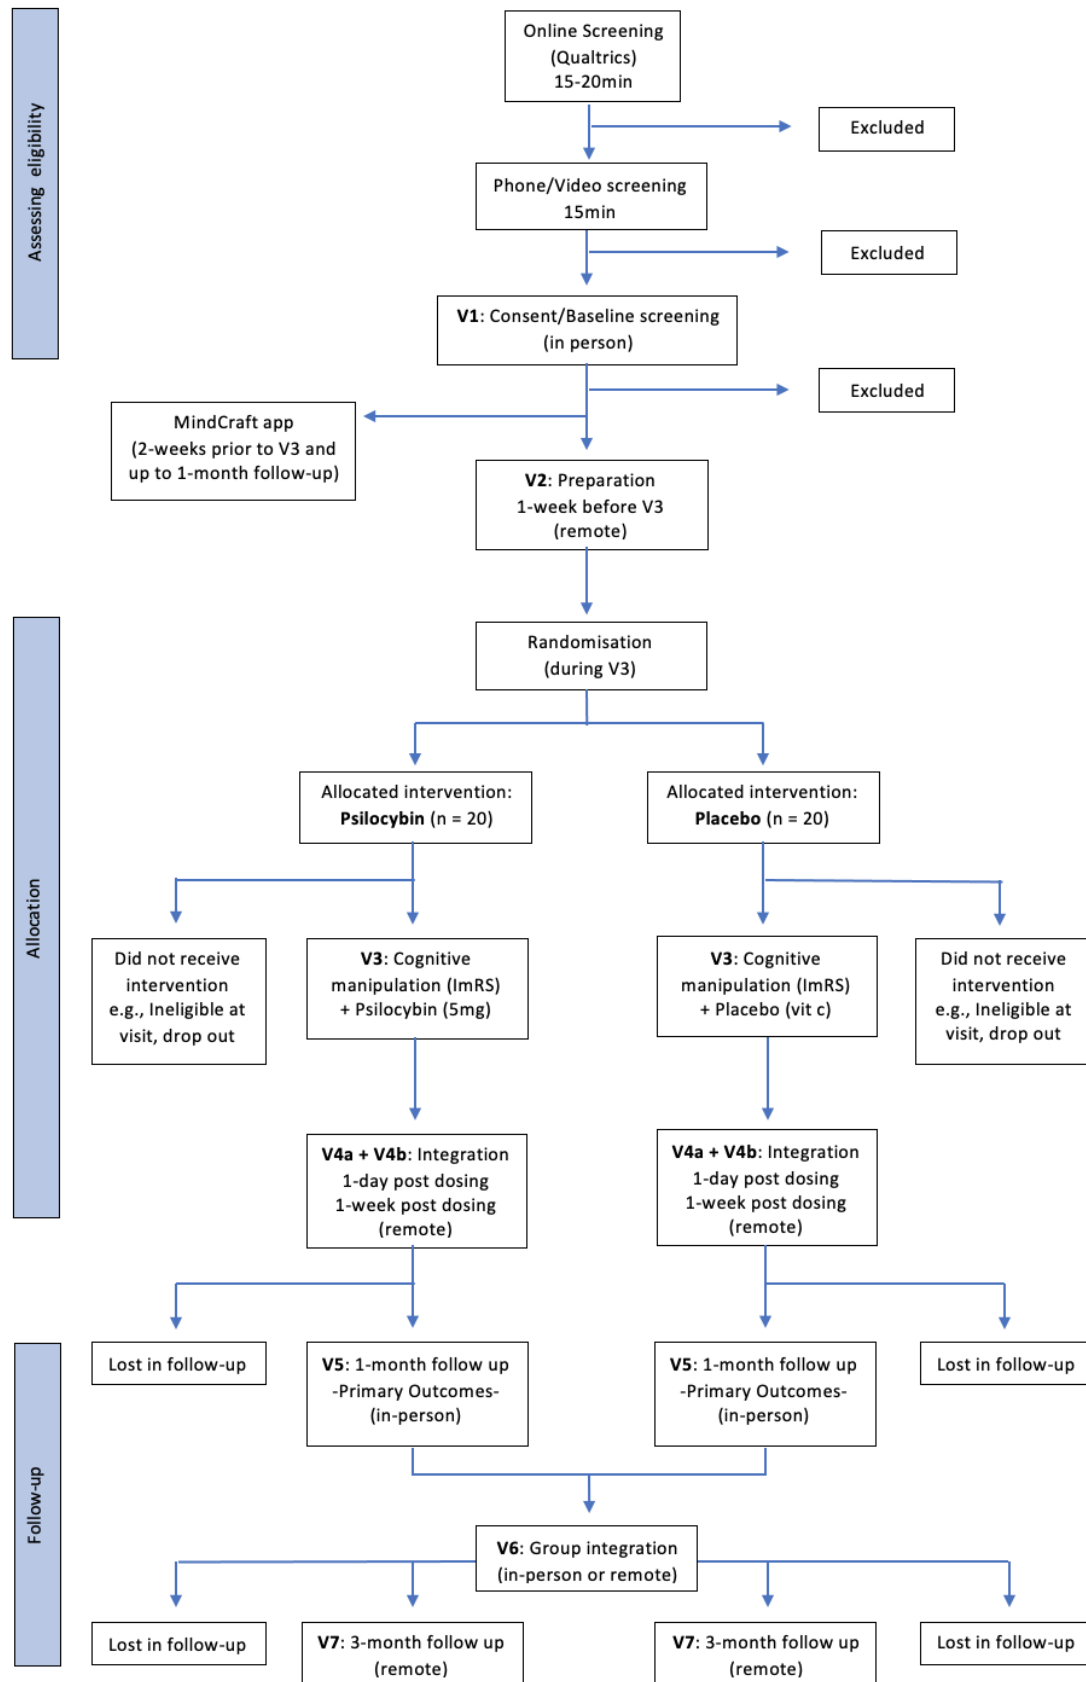 Assessing eligibility
Online Screening
(Qualtrics)
15-20min
Excluded
Phone/Video screening
15min
Excluded
V1: Consent/Baseline screening
(in person)
Excluded
MindCraft app
(2-weeks prior to V3 and
up to 1-month follow-up)
V2: Preparation
1-week before V3
(remote)
Allocation
Randomisation
(during V3)
Allocated intervention:
Psilocybin (n = 20)
Allocated intervention:
Placebo (n = 20)
Did not receive
intervention
e.g., Ineligible at
visit, drop out
V3: Cognitive
manipulation (ImRS)
+ Psilocybin (5mg)
V3: Cognitive
manipulation (ImRS)
+ Placebo (vit c)
Did not receive
intervention
e.g., Ineligible at
visit, drop out
V4a + V4b: Integration
1-day post dosing
1-week post dosing
(remote)
V4a + V4b: Integration
1-day post dosing
1-week post dosing
(remote)
Follow-up
Lost in follow-up
V5: 1-month follow up
-Primary Outcomes-
(in-person)
V5: 1-month follow up
-Primary Outcomes-
(in-person)
Lost in follow-up
V6: Group integration
(in-person or remote)
Lost in follow-up
V7: 3-month follow up
(remote)
V7: 3-month follow up
(remote)
Lost in follow-up